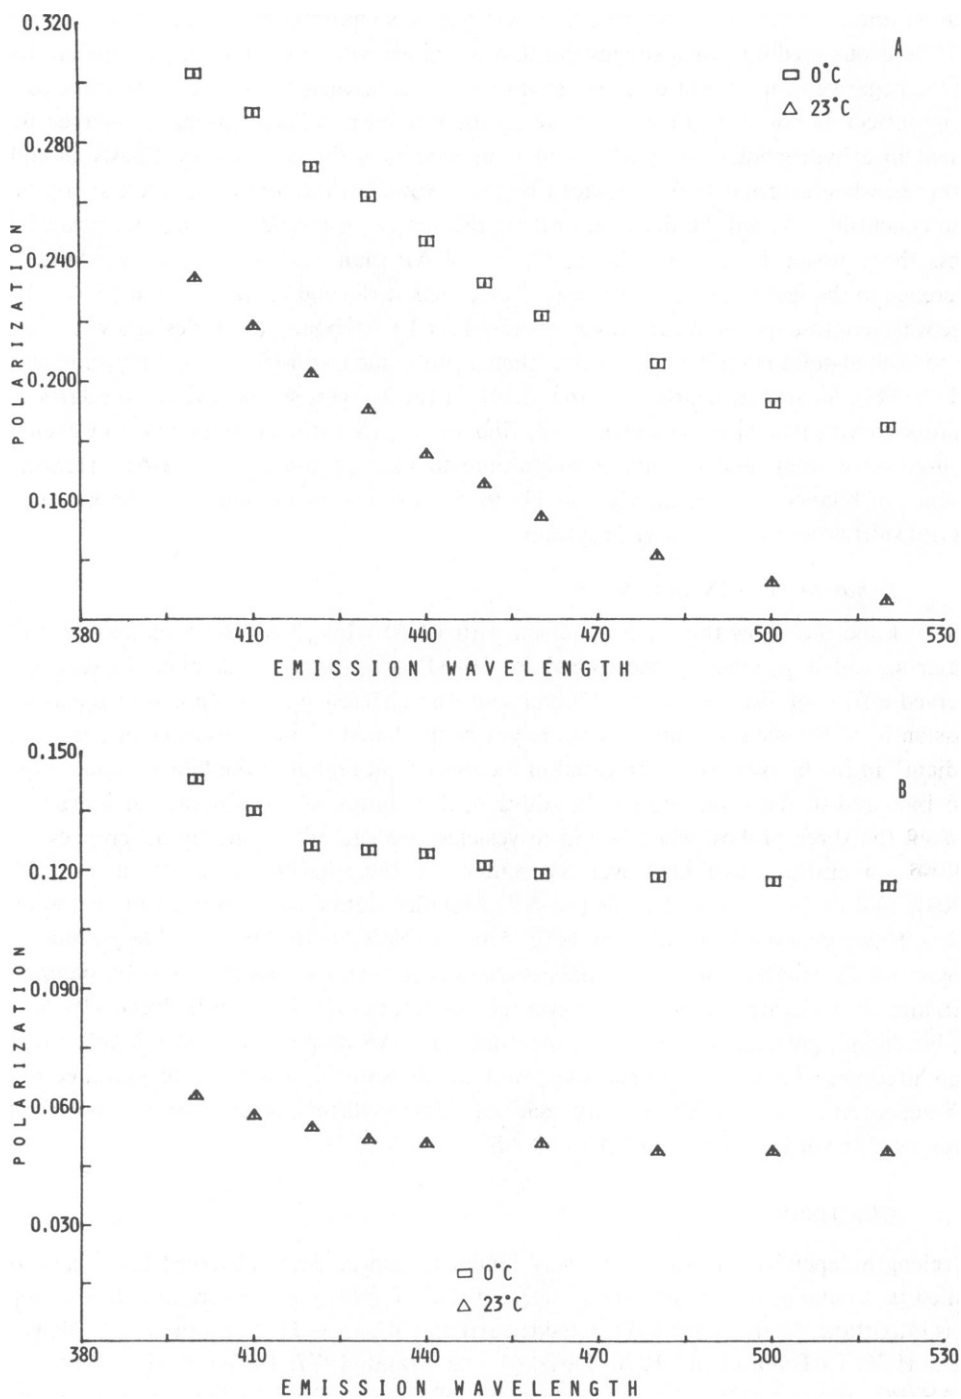 0.320
A
0°C
23°C
0.280
0.240
0.200
0.160
POLARIZATION
380 410 440 470 500 530
EMISSION WAVELENGTH
0.150
B
0.120
0.090
0.060
0.030
POLARIZATION
0°C
23°C
380 410 440 470 500 530
EMISSION WAVELENGTH